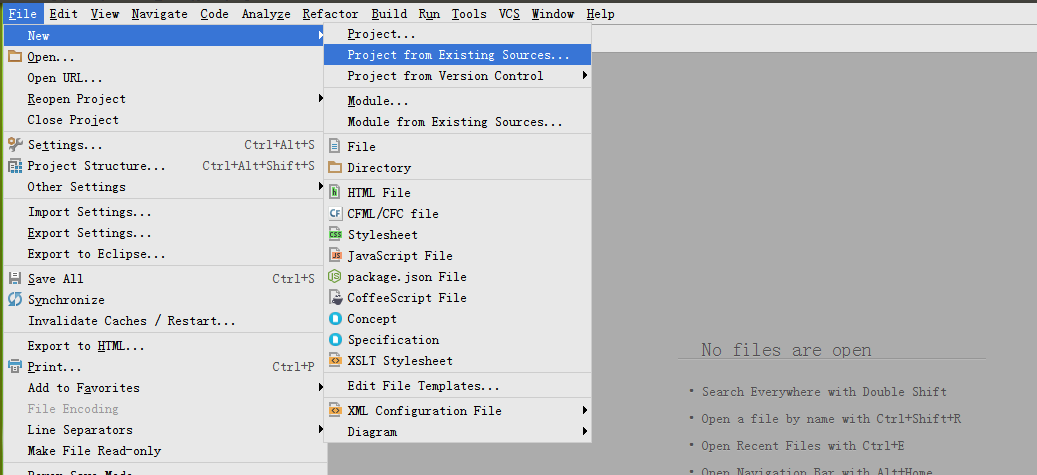 File Edit View Navigate Code Analyze Refactor Build Run Tools VCS Window Help
New
Open...
Open URL...
Reopen Project
Close Project
Settings... Ctrl+Alt+S
Project Structure... Ctrl+Alt+Shift+S
Other Settings
Import Settings...
Export Settings...
Export to Eclipse...
Save All Ctrl+S
Synchronize
Invalidate Caches / Restart...
Export to HTML...
Print... Ctrl+P
Add to Favorites
File Encoding
Line Separators
Make File Read-only
Power Save Mode
Project...
Project from Existing Sources...
Project from Version Control
Module...
Module from Existing Sources...
File
Directory
HTML File
CFML/CFC file
Stylesheet
JavaScript File
package.json File
CoffeeScript File
Concept
Specification
XSLT Stylesheet
Edit File Templates...
XML Configuration File
Diagram
No files are open
• Search Everywhere with Double Shift
• Open a file by name with Ctrl+Shift+R
• Open Recent Files with Ctrl+E
• Open Navigation Bar with Alt+Home